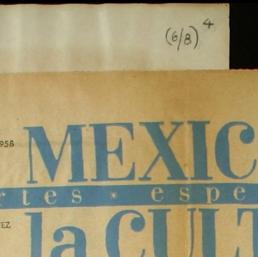 (6/8) 4
958
MEXIC
rtes * espe
EZ
la CULT